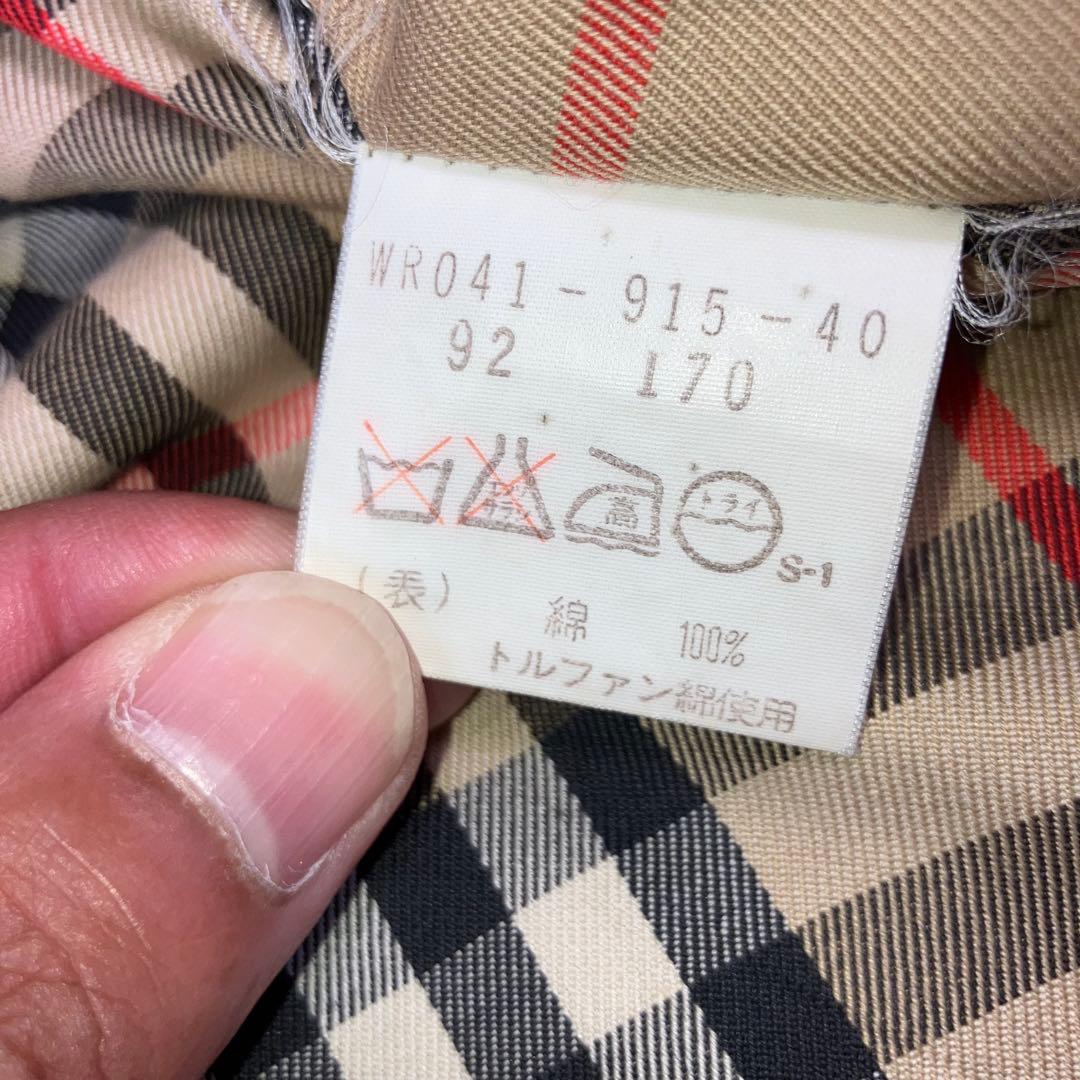 WR041-915-40
92 170
高 ドライ S-1
(表) 綿 100%
トルファン綿使用